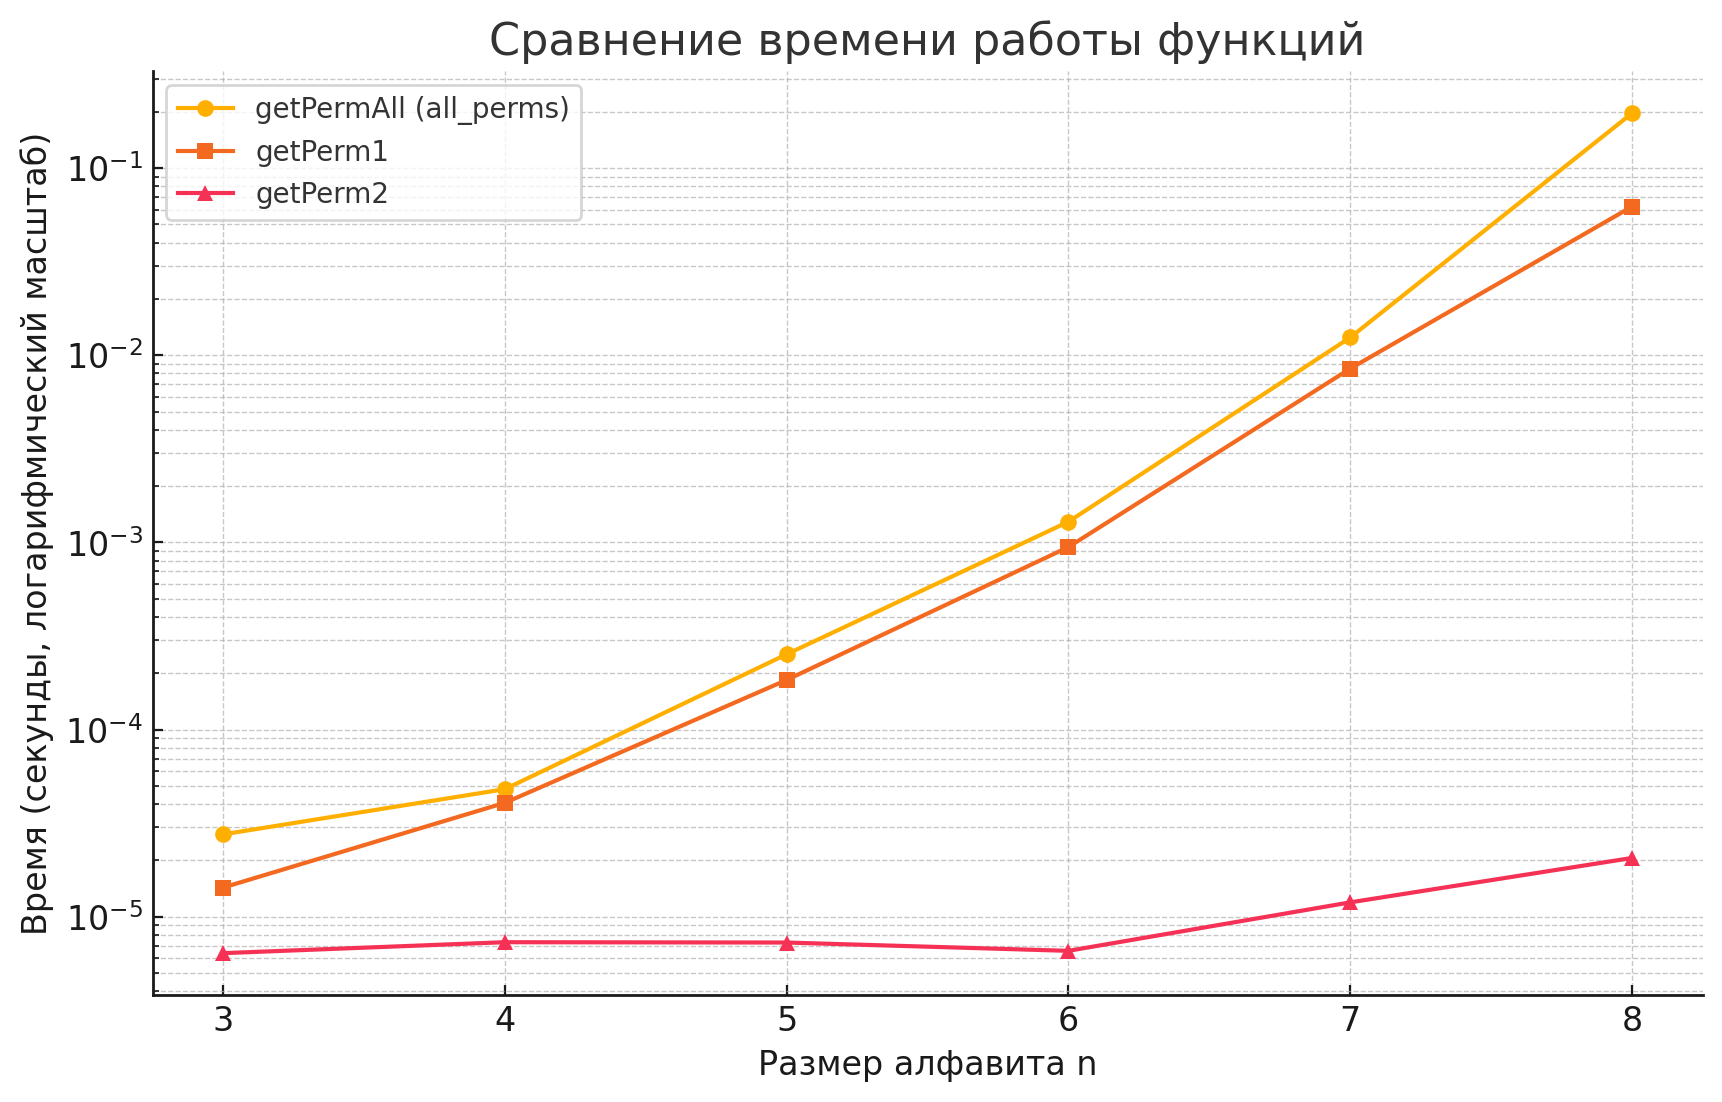 Сравнение времени работы функций
getPermAll (all_perms)
getPerm1
getPerm2
Время (секунды, логарифмический масштаб)
10⁻¹
10⁻²
10⁻³
10⁻⁴
10⁻⁵
3 4 5 6 7 8
Размер алфавита n